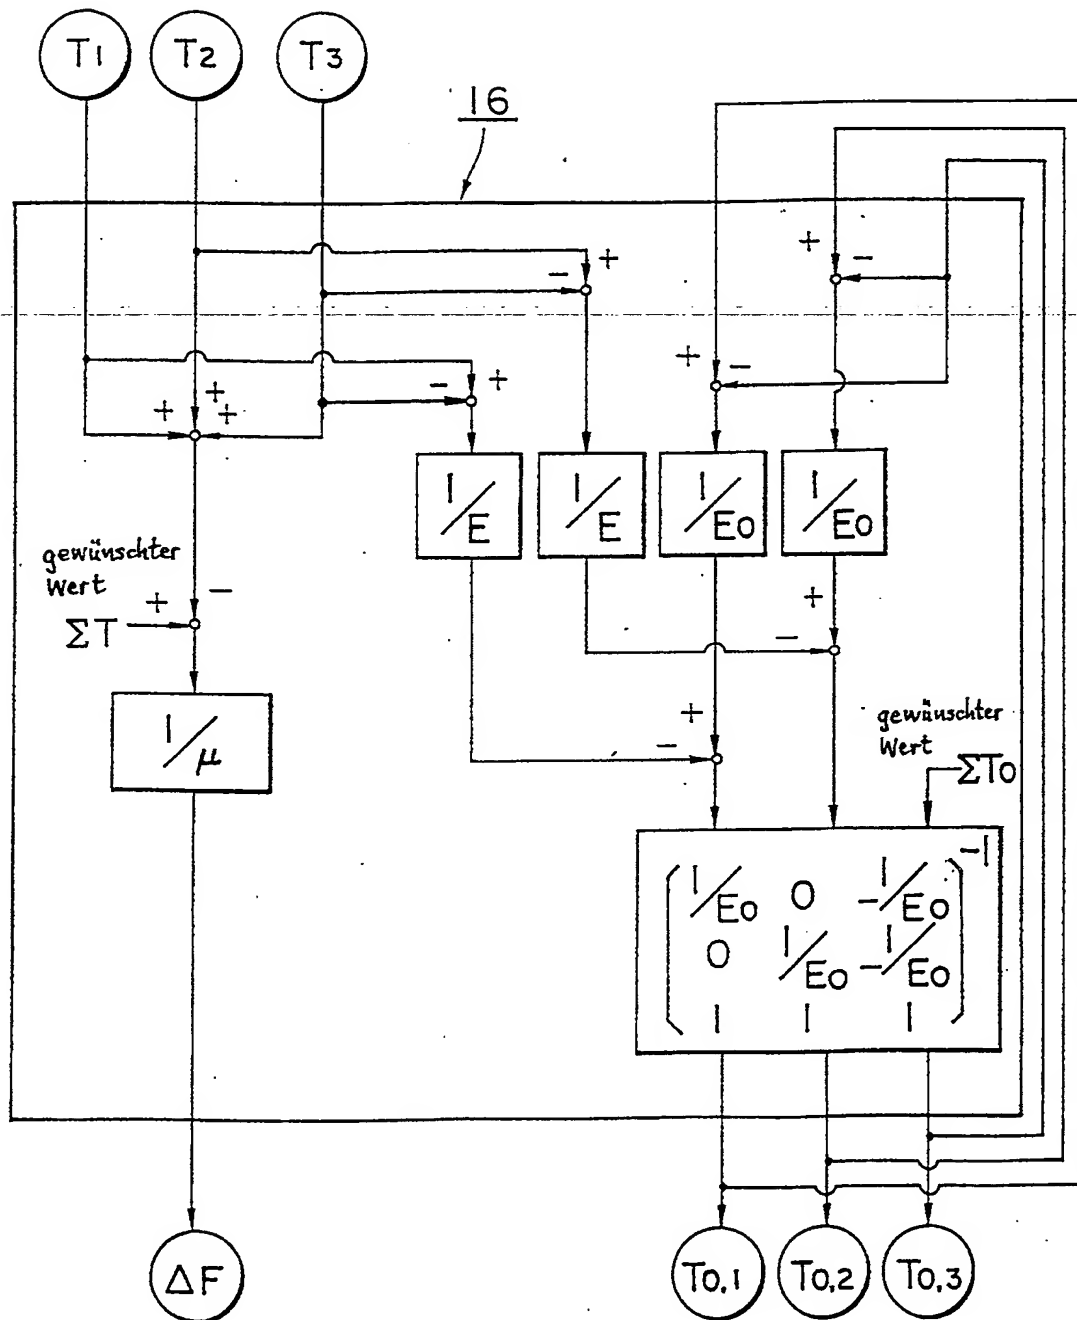 T1 T2 T3
16
+ + -
- -
+ -
- +
+ + +
1/E 1/E 1/Eo 1/Eo
gewünschter
Wert
+ -
ΣT
+
-
+
-
1/μ
gewünschter
Wert
ΣTo
-1
1/Eo 0 -1/Eo
0 1/Eo -1/Eo
1 1 1
ΔF To,1 To,2 To,3